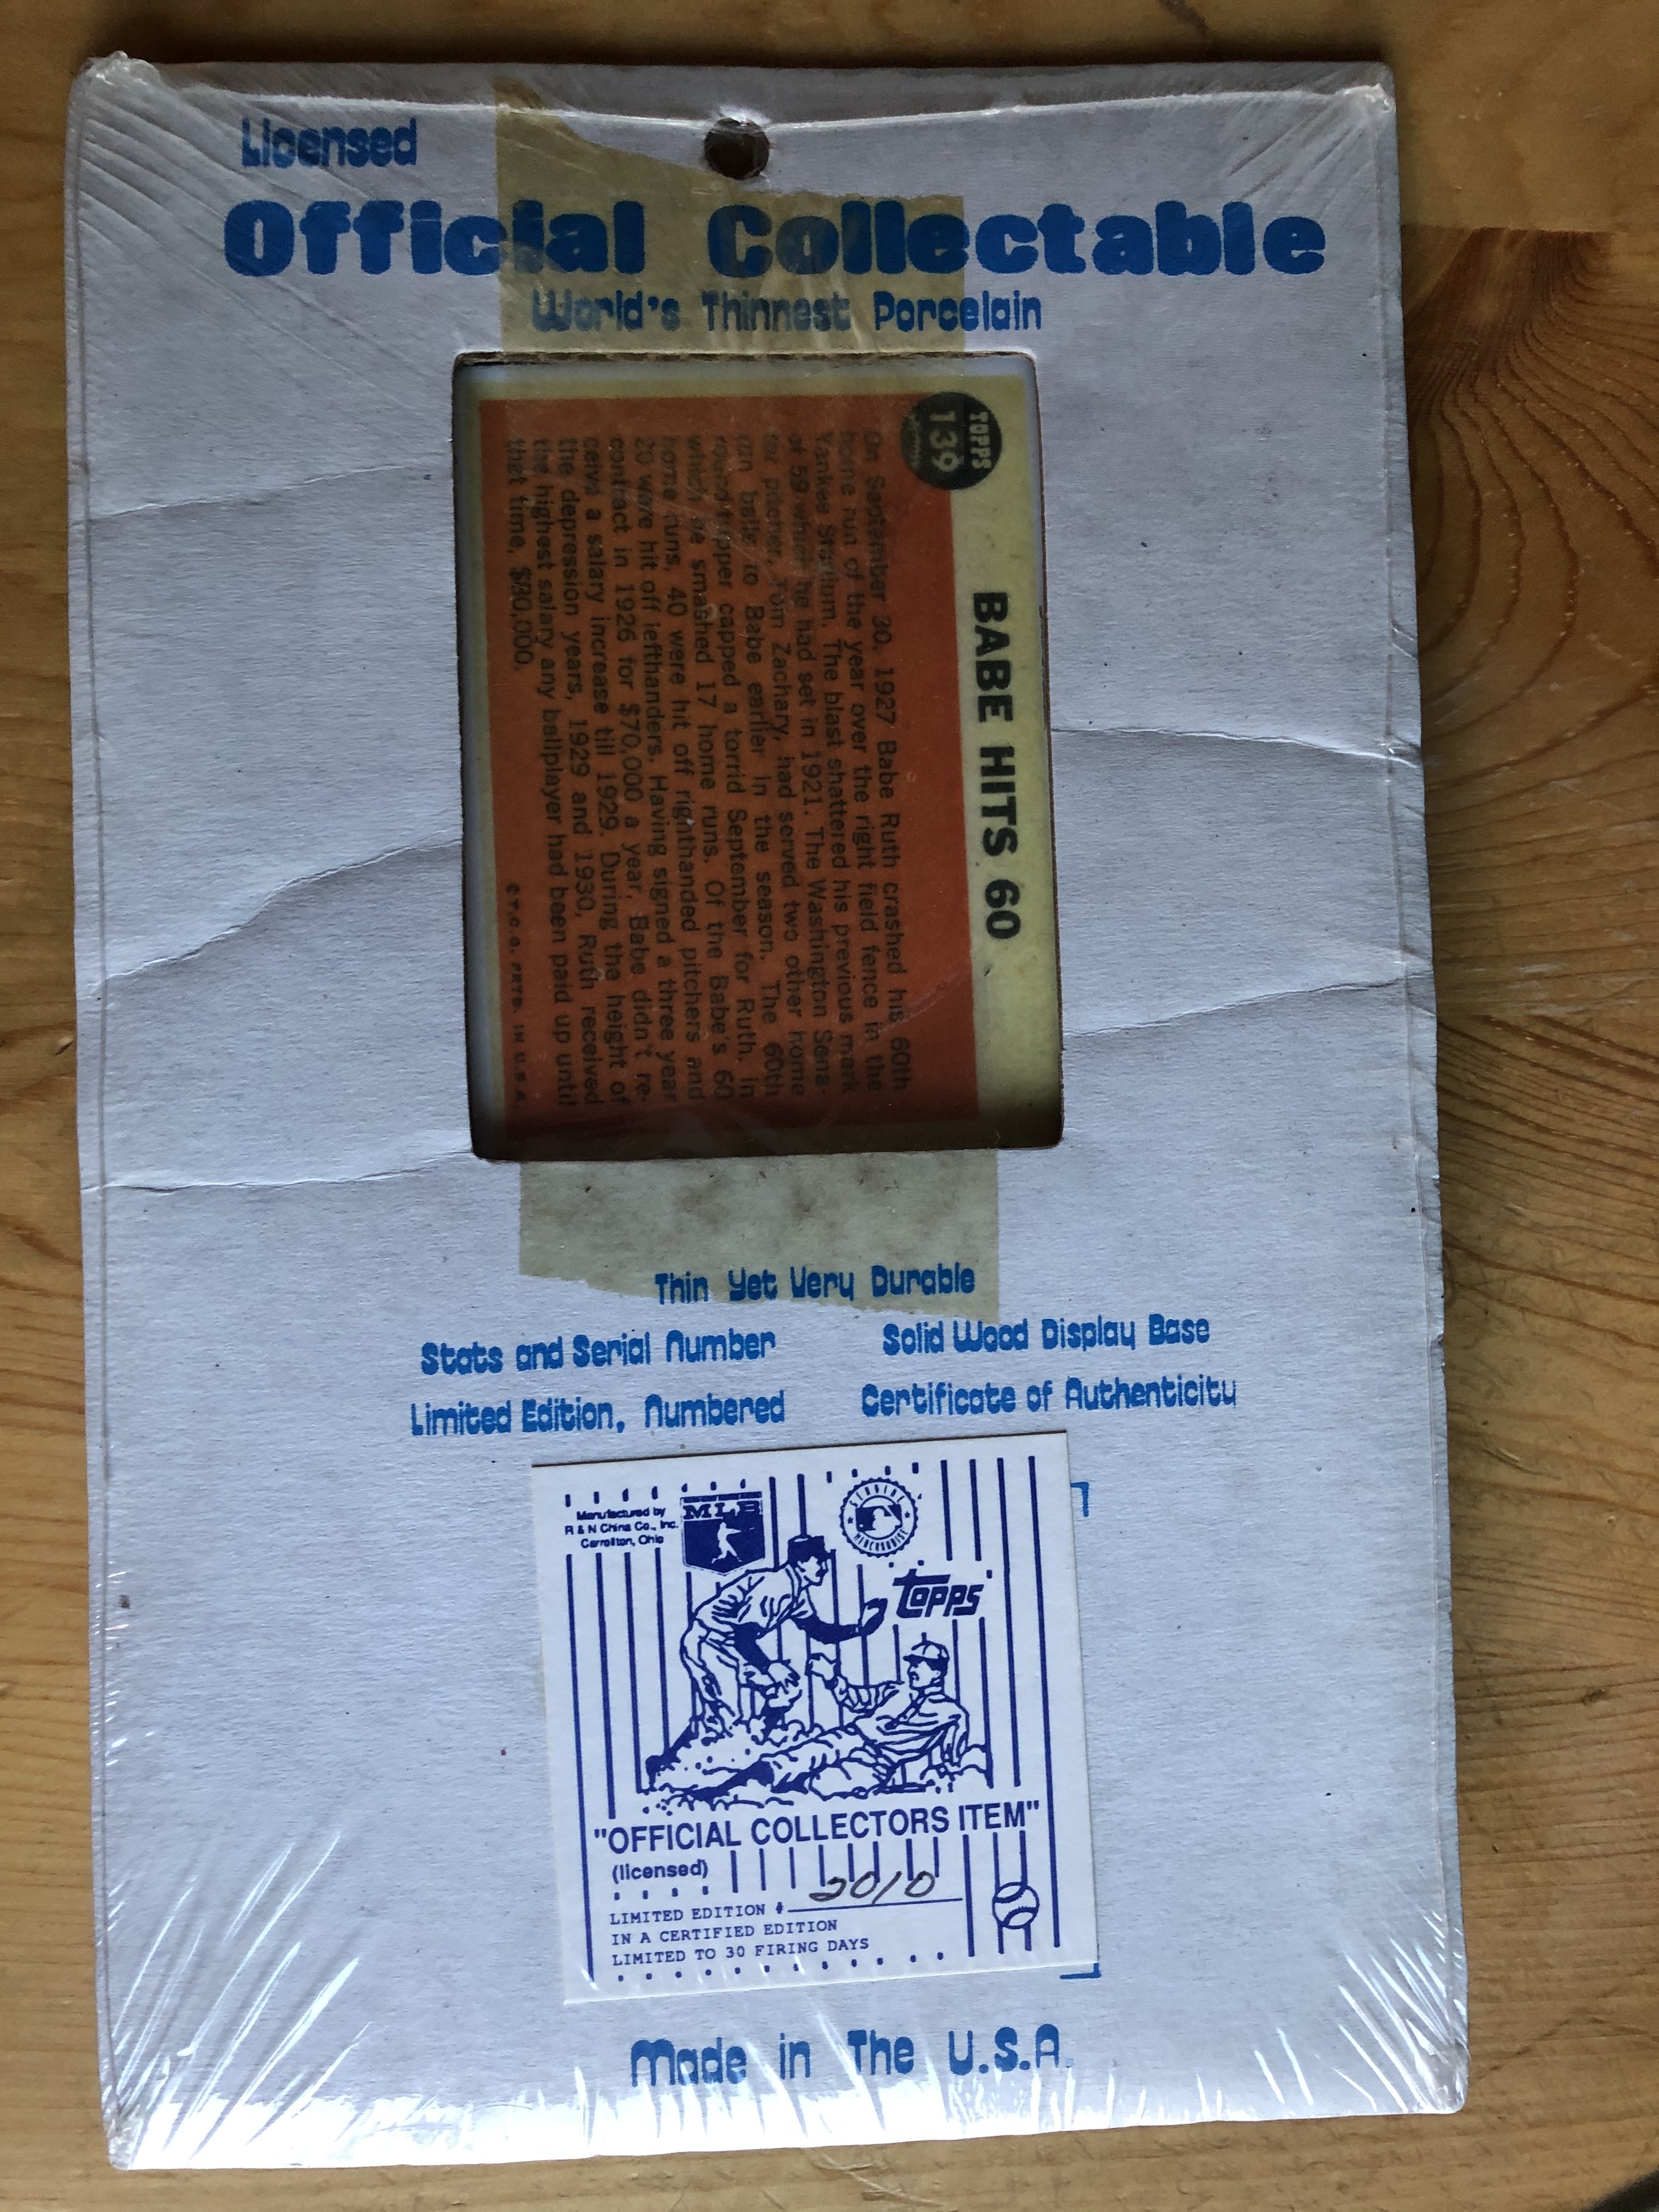 Licensed
Official Collectable
World's Thinnest Porcelain
TOPPS
139
BABE HITS 60
On September 30, 1927 Babe Ruth crashed his 60th
home run of the year over the right field fence in the
Yankee Stadium. The blast shattered his previous mark
of 59 which he had set in 1921. The Washington Sena-
tor pitcher, Tom Zachary, had served two other home
run balls to Babe earlier in the season. The 60th
round-tripper capped a torrid September for Ruth, in
which he smashed 17 home runs. Of the Babe's 60
home runs, 40 were hit off righthanded pitchers and
20 were hit off lefthanders. Having signed a three year
contract in 1926 for $70,000 a year, Babe didn't re-
ceive a salary increase till 1929. During the height of
the depression years, 1929 and 1930, Ruth received
the highest salary any ballplayer had been paid up until
that time, $80,000.
© T.C.G. PRTD. IN U.S.A.
Thin Yet Very Durable
Stats and Serial Number
Solid Wood Display Base
Limited Edition, Numbered
Certificate of Authenticity
Manufactured by
R & N China Co., Inc.
Carrollton, Ohio
MLB
GENUINE
MERCHANDISE
TOPPS
"OFFICIAL COLLECTORS ITEM"
(licensed)
LIMITED EDITION # 2010
IN A CERTIFIED EDITION
LIMITED TO 30 FIRING DAYS
Made in The U.S.A.